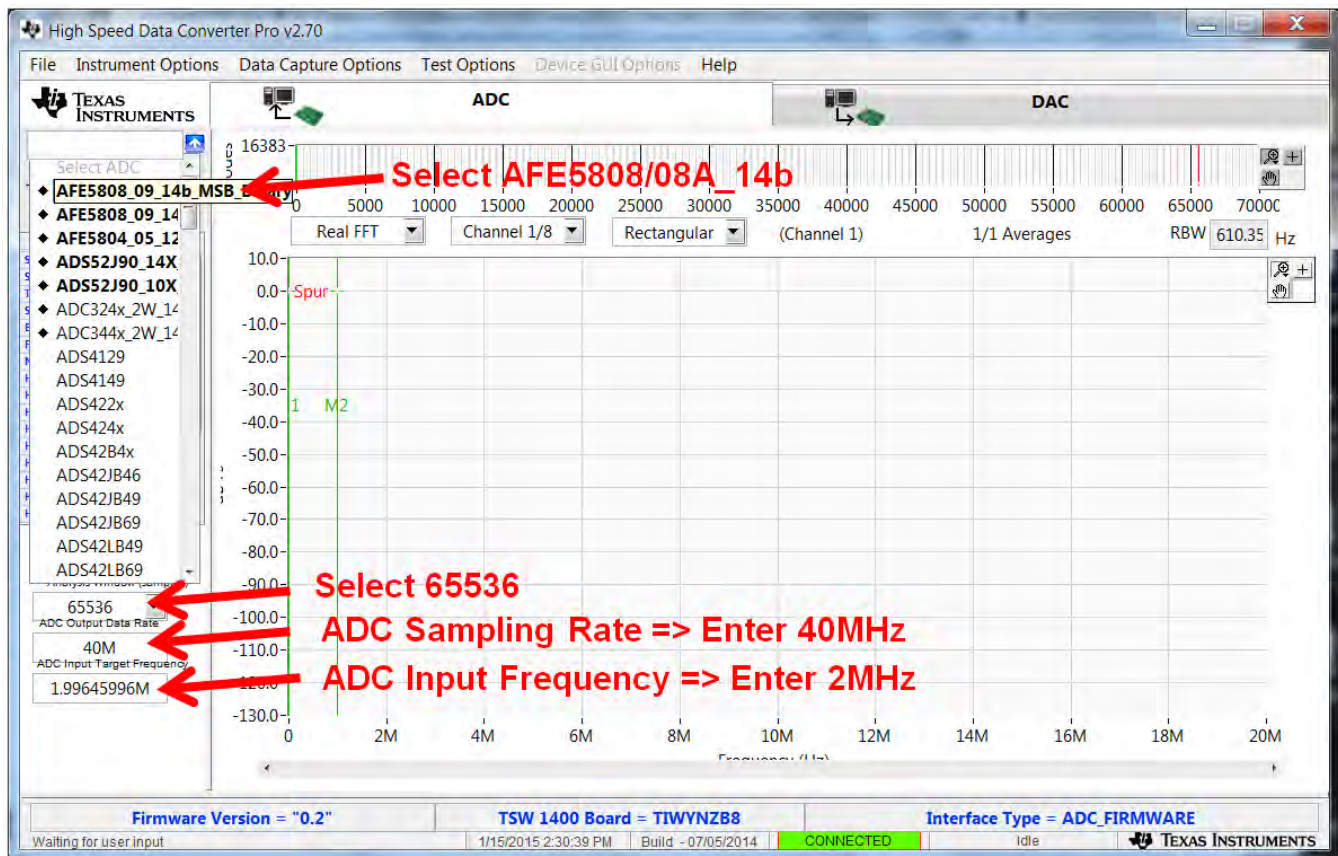 High Speed Data Converter Pro v2.70
File Instrument Options Data Capture Options Test Options Device GUI Options Help
TEXAS INSTRUMENTS
ADC
DAC
Select ADC
AFE5808_09_14b_MSB_Binary
AFE5808_09_14
AFE5804_05_12
ADS52J90_14X
ADS52J90_10X
ADC324x_2W_14
ADC344x_2W_14
ADS4129
ADS4149
ADS422x
ADS424x
ADS42B4x
ADS42JB46
ADS42JB49
ADS42JB69
ADS42LB49
ADS42LB69
65536
ADC Output Data Rate
40M
ADC Input Target Frequency
1.99645996M
16383
Select AFE5808/08A_14b
0 5000 10000 15000 20000 25000 30000 35000 40000 45000 50000 55000 60000 65000
Real FFT Channel 1/8 Rectangular (Channel 1) 1/1 Averages RBW 610.35 Hz
10.0
0.0
Spur
-10.0
-20.0
-30.0
1 M2
-40.0
-50.0
-60.0
-70.0
-80.0
-90.0
Select 65536
-100.0
ADC Sampling Rate => Enter 40MHz
-110.0
ADC Input Frequency => Enter 2MHz
-130.0
0 2M 4M 6M 8M 10M 12M 14M 16M 18M 20M
Firmware Version = "0.2" TSW 1400 Board = TIWYNZB8 Interface Type = ADC_FIRMWARE
Waiting for user input 1/15/2015 2:30:39 PM Build - 07/05/2014 CONNECTED Idle TEXAS INSTRUMENTS